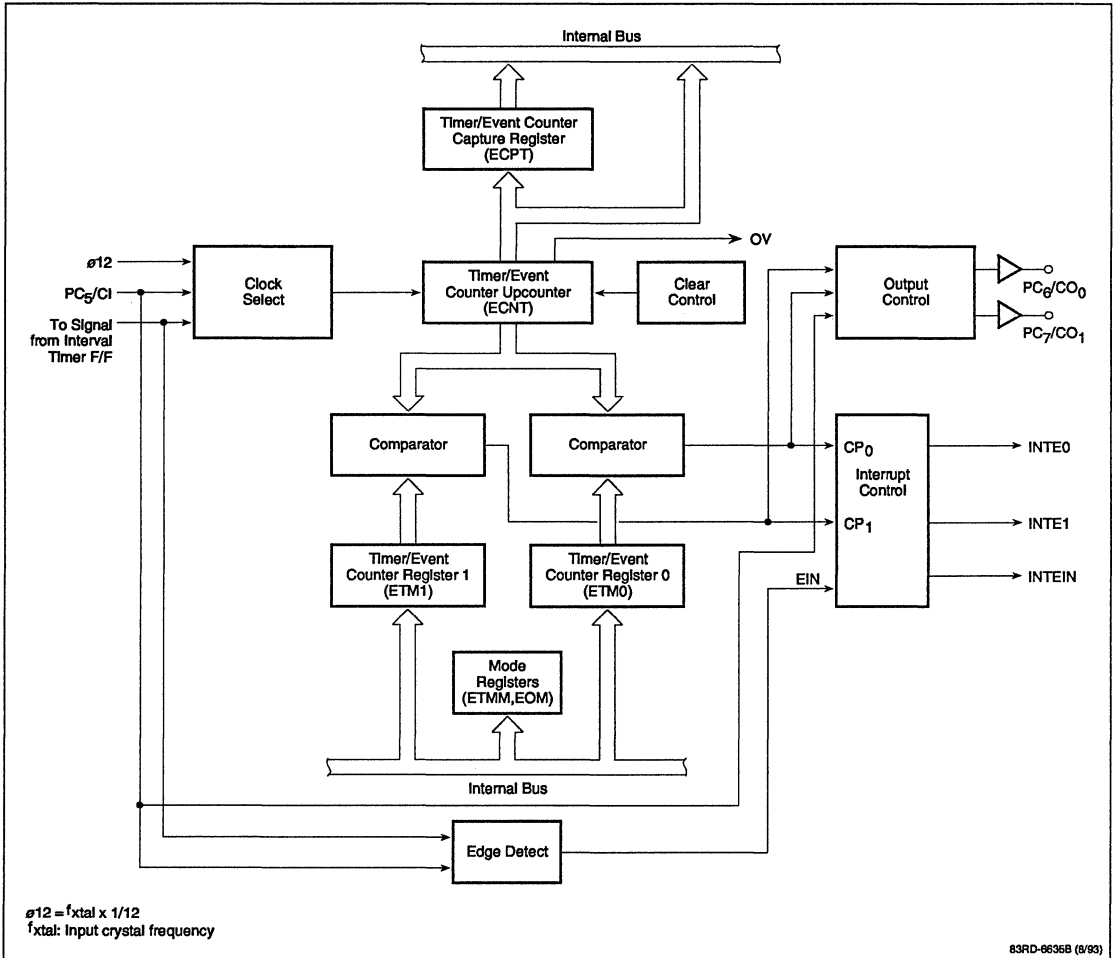 Internal Bus
Timer/Event Counter
Capture Register
(ECPT)
OV
ø12
PC5/CI
To Signal
from Interval
Timer F/F
Clock
Select
Timer/Event
Counter Upcounter
(ECNT)
Clear
Control
Output
Control
PC6/CO0
PC7/CO1
Comparator
Comparator
CP0
Interrupt
Control
CP1
EIN
INTE0
INTE1
INTEIN
Timer/Event
Counter Register 1
(ETM1)
Timer/Event
Counter Register 0
(ETM0)
Mode
Registers
(ETMM,EOM)
Internal Bus
Edge Detect
ø12 = fxtal x 1/12
fxtal: Input crystal frequency
83RD-6635B (8/93)